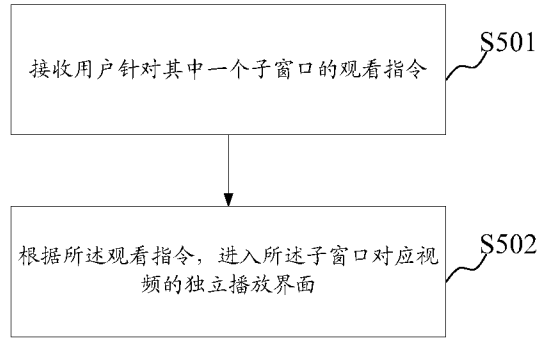 接收用户针对其中一个子窗口的观看指令
S501
根据所述观看指令，进入所述子窗口对应视
频的独立播放界面
S502